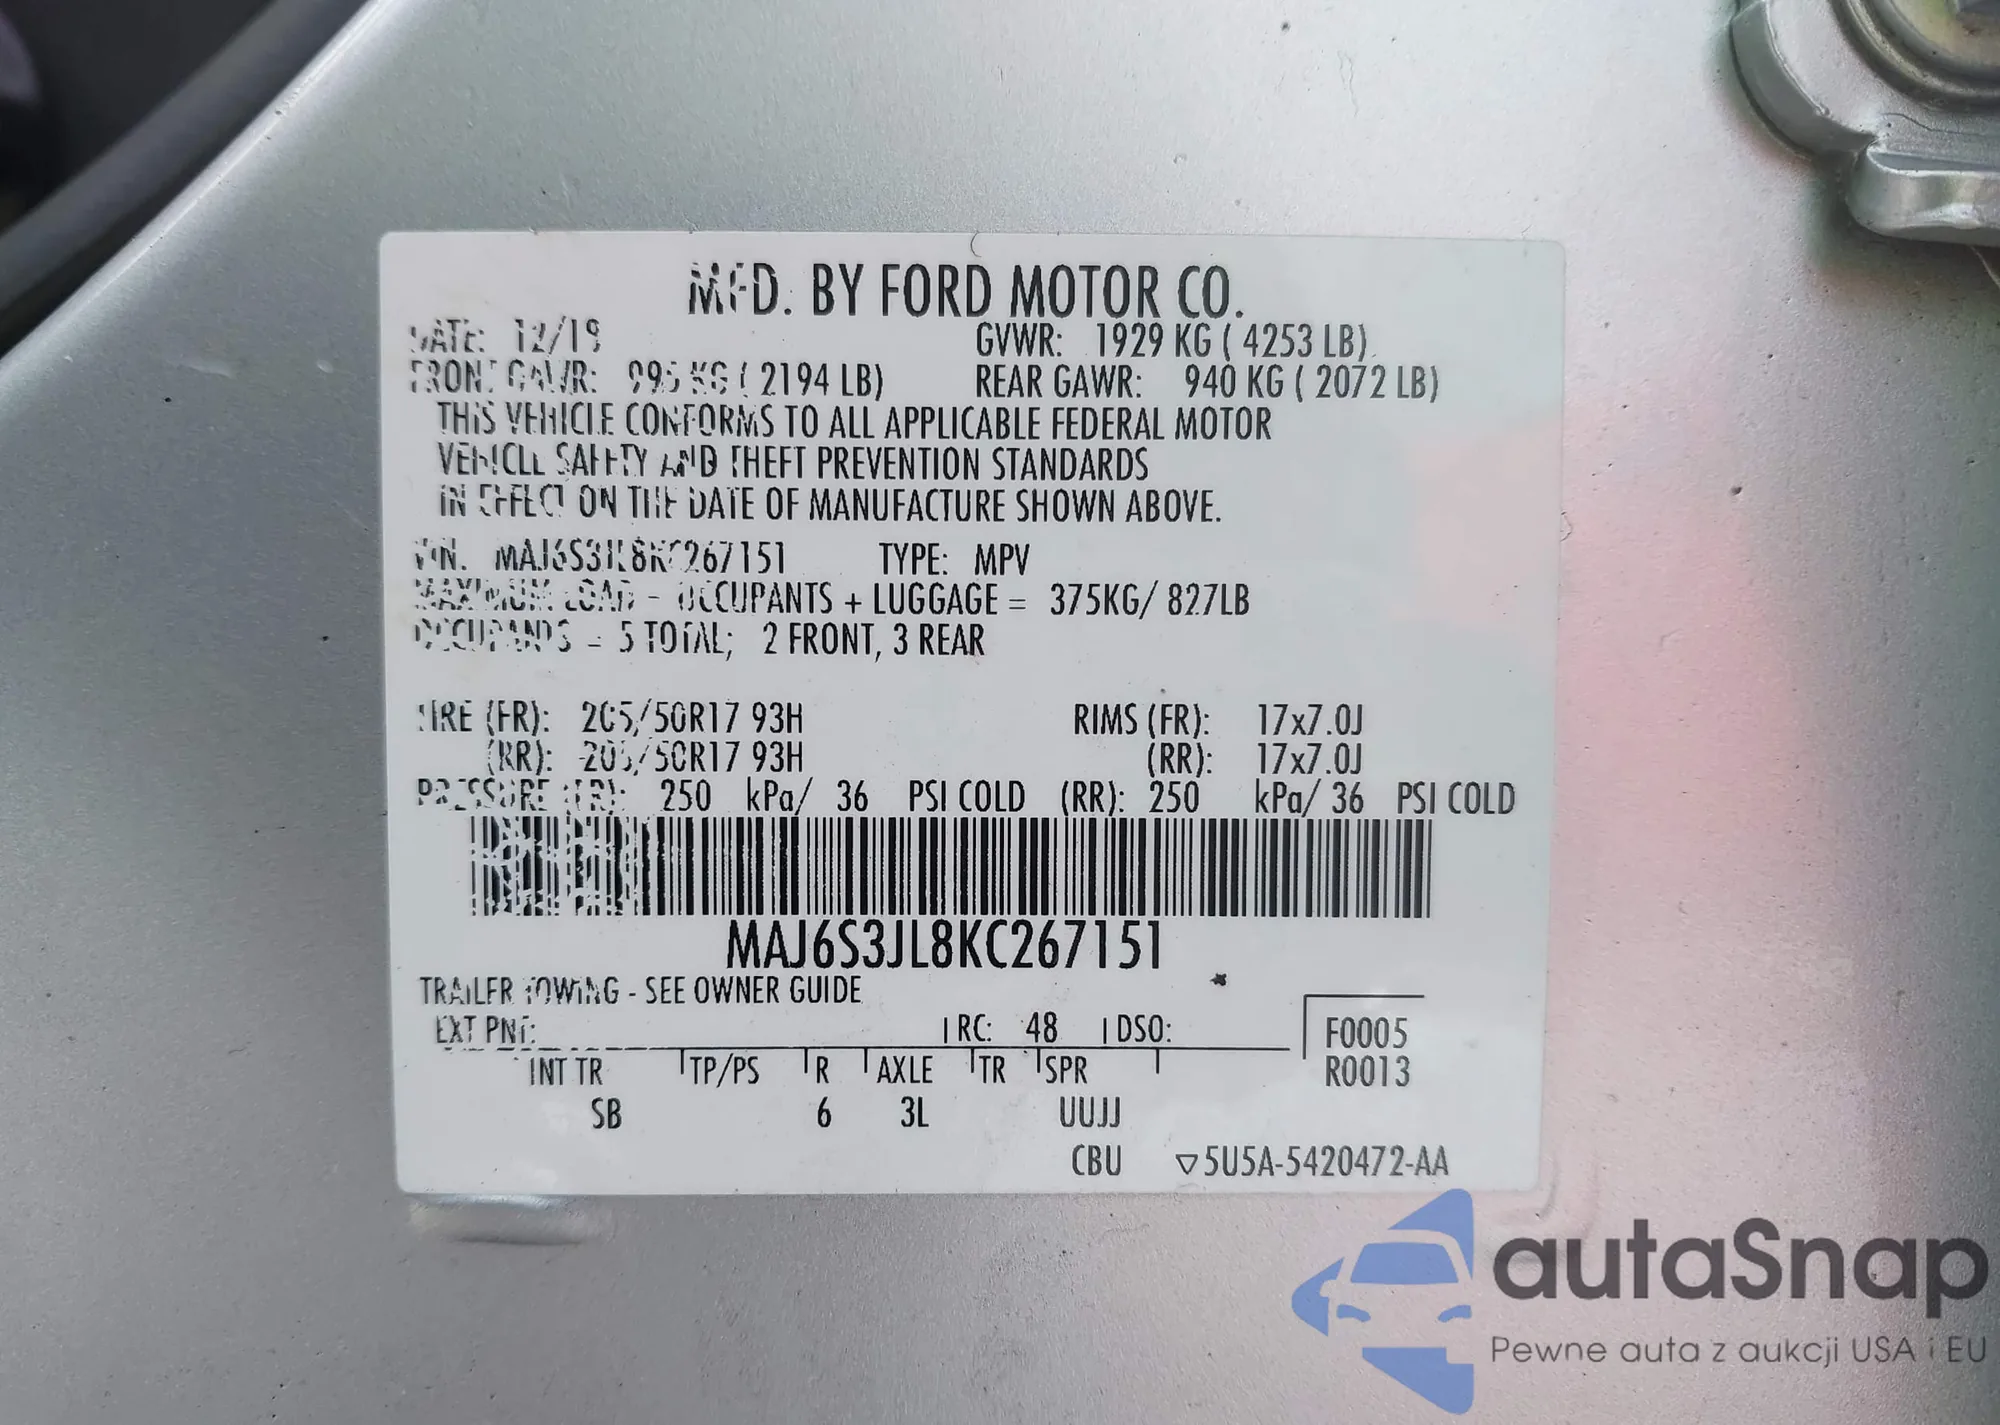 MFD. BY FORD MOTOR CO.
DATE: 12/19 GVWR: 1929 KG ( 4253 LB)
FRONT GAWR: 995 KG ( 2194 LB) REAR GAWR: 940 KG ( 2072 LB)
THIS VEHICLE CONFORMS TO ALL APPLICABLE FEDERAL MOTOR
VEHICLE SAFETY AND THEFT PREVENTION STANDARDS
IN EFFECT ON THE DATE OF MANUFACTURE SHOWN ABOVE.
VIN: MAJ6S3JL8KC267151 TYPE: MPV
MAXIMUM LOAD = OCCUPANTS + LUGGAGE = 375KG/ 827LB
OCCUPANTS = 5 TOTAL; 2 FRONT, 3 REAR
TIRE (FR): 205/50R17 93H RIMS (FR): 17x7.0J
(RR): 205/50R17 93H (RR): 17x7.0J
PRESSURE (FR): 250 kPa/ 36 PSI COLD (RR): 250 kPa/ 36 PSI COLD
MAJ6S3JL8KC267151
TRAILER TOWING - SEE OWNER GUIDE
EXT PNT: RC: 48 DSO: F0005
INT TR TP/PS R AXLE TR SPR R0013
SB 6 3L UUJJ
CBU ▽5U5A-5420472-AA
autaSnap
Pewne auta z aukcji USA i EU